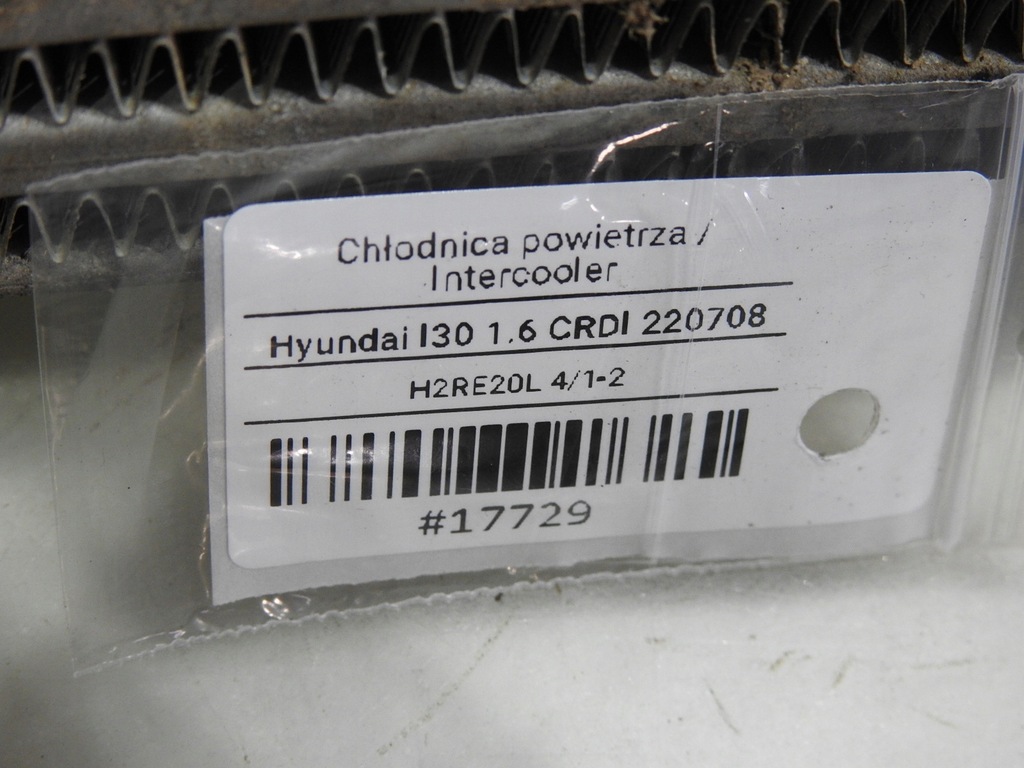 Chłodnica powietrza /
Intercooler
Hyundai I30 1.6 CRDI 220708
H2RE20L 4/1-2
#17729